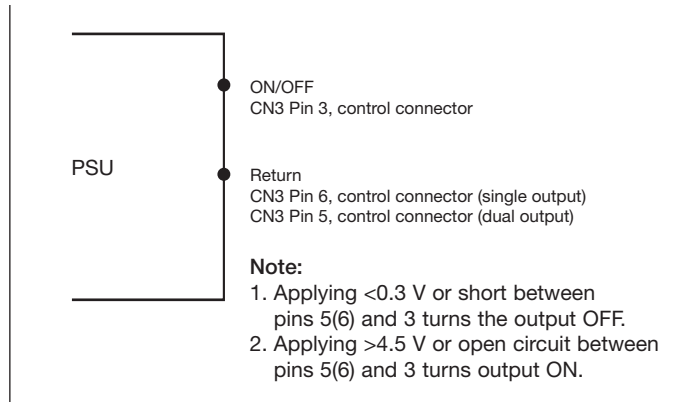 ON/OFF
CN3 Pin 3, control connector
PSU
Return
CN3 Pin 6, control connector (single output)
CN3 Pin 5, control connector (dual output)
Note:
1. Applying <0.3 V or short between
pins 5(6) and 3 turns the output OFF.
2. Applying >4.5 V or open circuit between
pins 5(6) and 3 turns output ON.